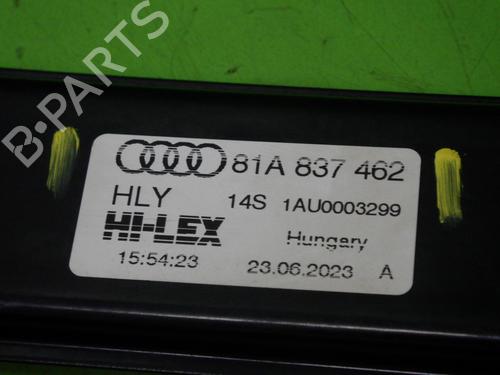 B-PARTS
81A 837 462
HLY 14S 1AU0003299
HI-LEX Hungary
15:54:23 23.06.2023 A